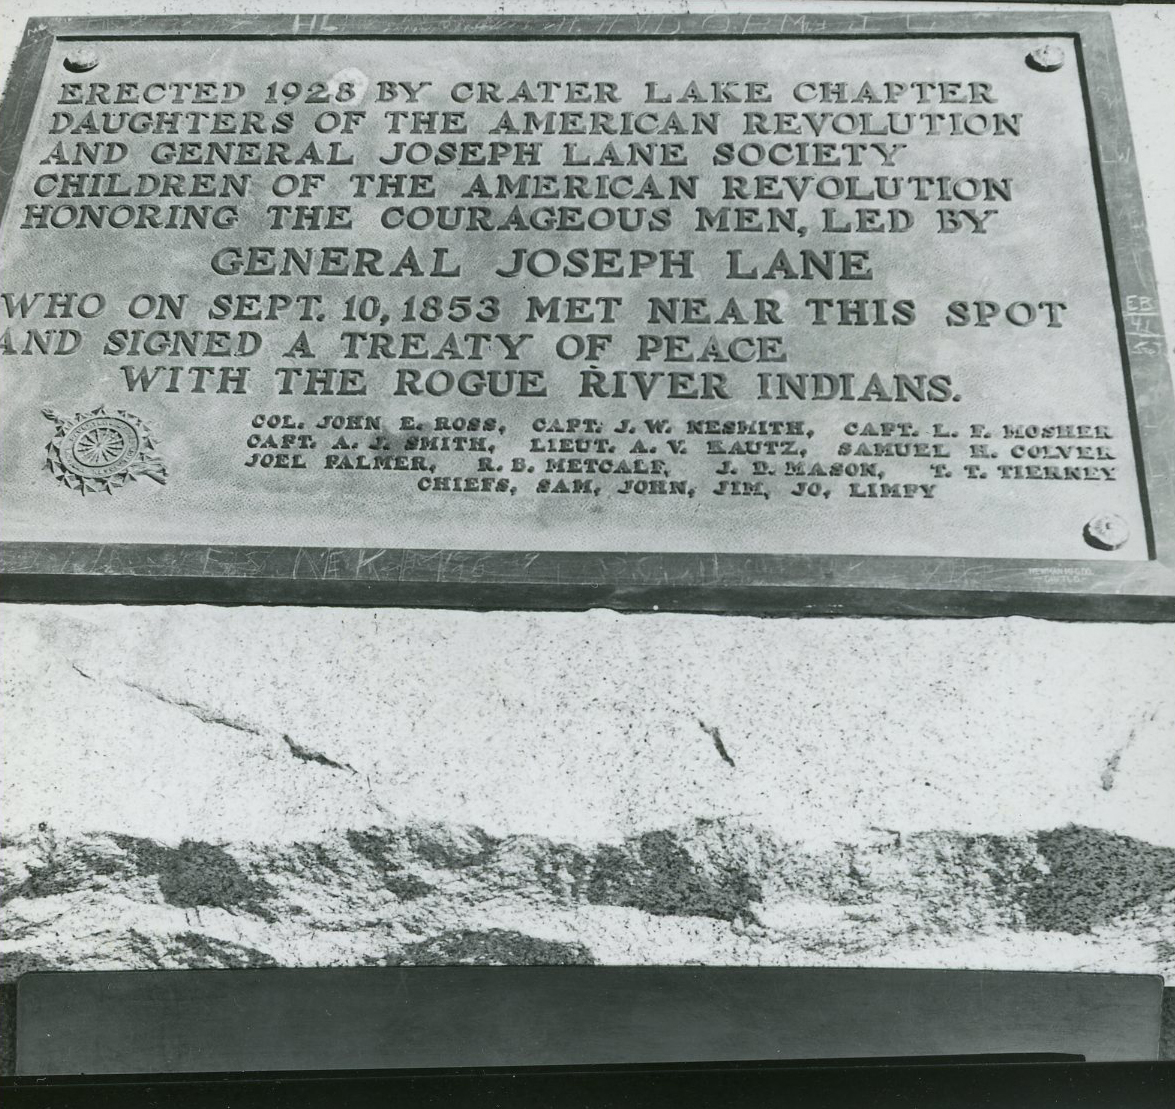 ERECTED 1928 BY CRATER LAKE CHAPTER
DAUGHTERS OF THE AMERICAN REVOLUTION
AND GENERAL JOSEPH LANE SOCIETY
CHILDREN OF THE AMERICAN REVOLUTION
HONORING THE COURAGEOUS MEN, LED BY
GENERAL JOSEPH LANE
WHO ON SEPT. 10, 1853 MET NEAR THIS SPOT
AND SIGNED A TREATY OF PEACE
WITH THE ROGUE RIVER INDIANS.
COL. JOHN E. ROSS, CAPT. J. W. NESMITH, CAPT. L. F. MOSHER
CAPT. A. J. SMITH, LIEUT. A. V. KAUTZ, SAMUEL H. COLVER
JOEL PALMER, R. B. METCALF, J. D. MASON, T. T. TIERNEY
CHIEFS, SAM, JOHN, JIM, JO, LIMPY